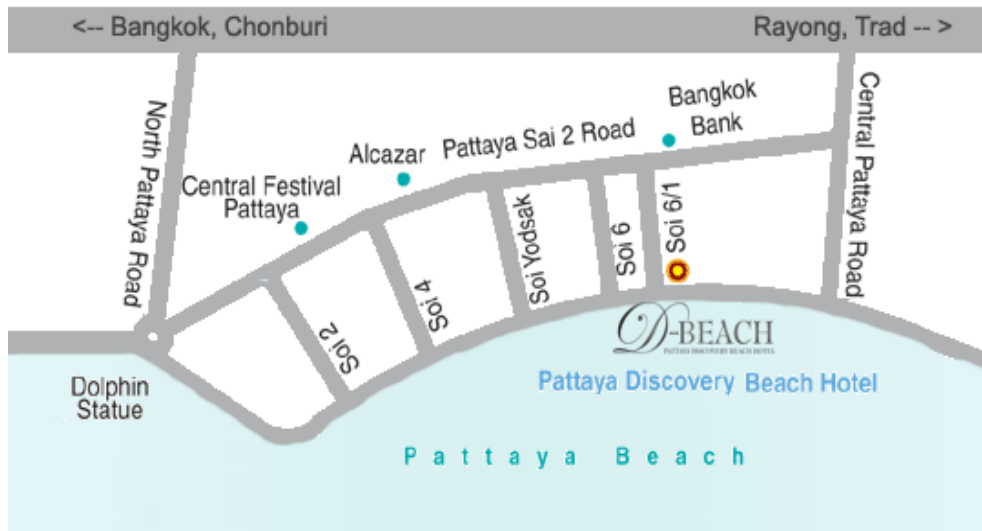 <-- Bangkok, Chonburi
Rayong, Trad -- >
North Pattaya Road
Central Pattaya Road
Bangkok
Bank
Pattaya Sai 2 Road
Alcazar
Central Festival
Pattaya
Soi Yodsak
Soi 6
Soi 6/1
Soi 4
Soi 2
D-BEACH
PATTAYA DISCOVERY BEACH HOTEL
Pattaya Discovery Beach Hotel
Dolphin
Statue
Pattaya Beach